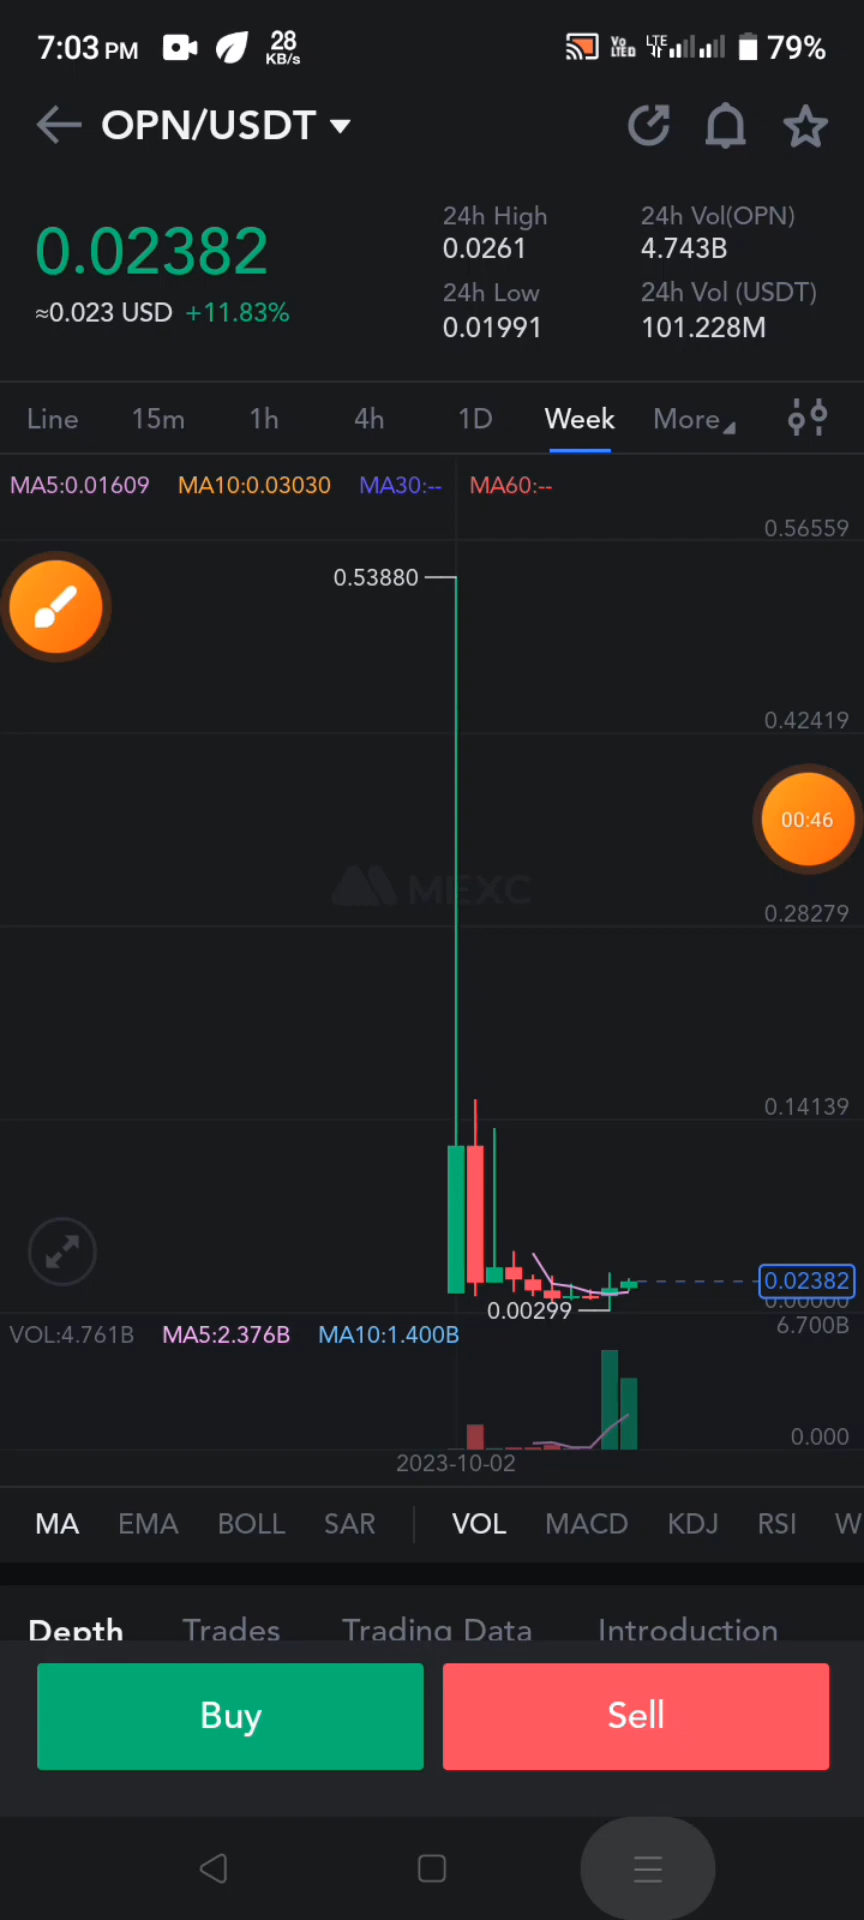 7:03 PM 28 KB/s Vo LTED LTE 79%
OPN/USDT
24h High 24h Vol(OPN)
0.02382 0.0261 4.743B
24h Low 24h Vol (USDT)
≈0.023 USD +11.83% 0.01991 101.228M
Line 15m 1h 4h 1D Week More
MA5:0.01609 MA10:0.03030 MA30:-- MA60:--
0.56559
0.53880
0.42419
00:46
MEXC
0.28279
0.14139
0.02382
0.00000
0.00299
VOL:4.761B MA5:2.376B MA10:1.400B 6.700B
0.000
2023-10-02
MA EMA BOLL SAR VOL MACD KDJ RSI W
Depth Trades Trading Data Introduction
Buy Sell